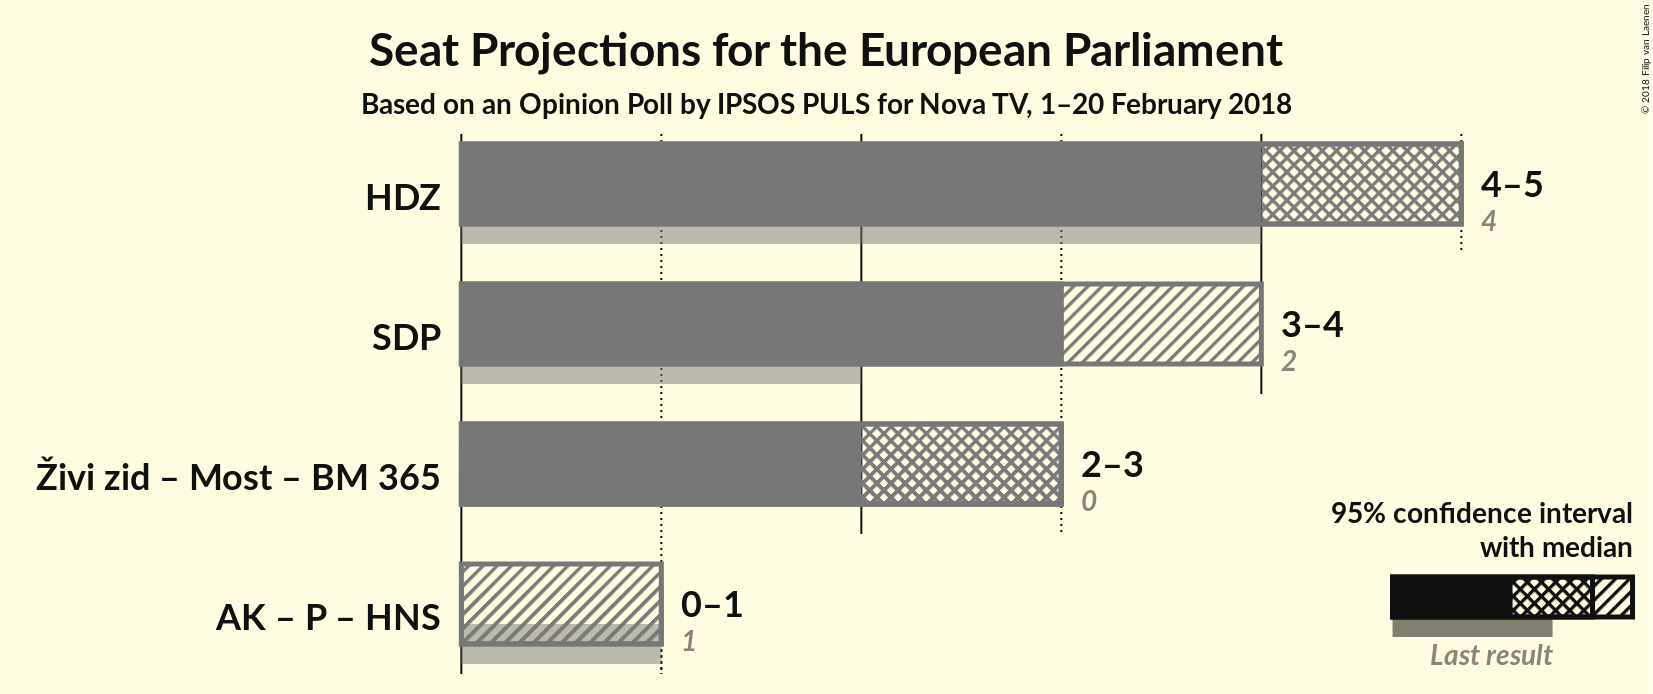 Seat Projections for the European Parliament
Based on an Opinion Poll by IPSOS PULS for Nova TV, 1–20 February 2018
© 2018 Filip van Laenen
HDZ
4–5
4
SDP
3–4
2
Živi zid – Most – BM 365
2–3
0
AK – P – HNS
0–1
1
95% confidence interval
with median
Last result